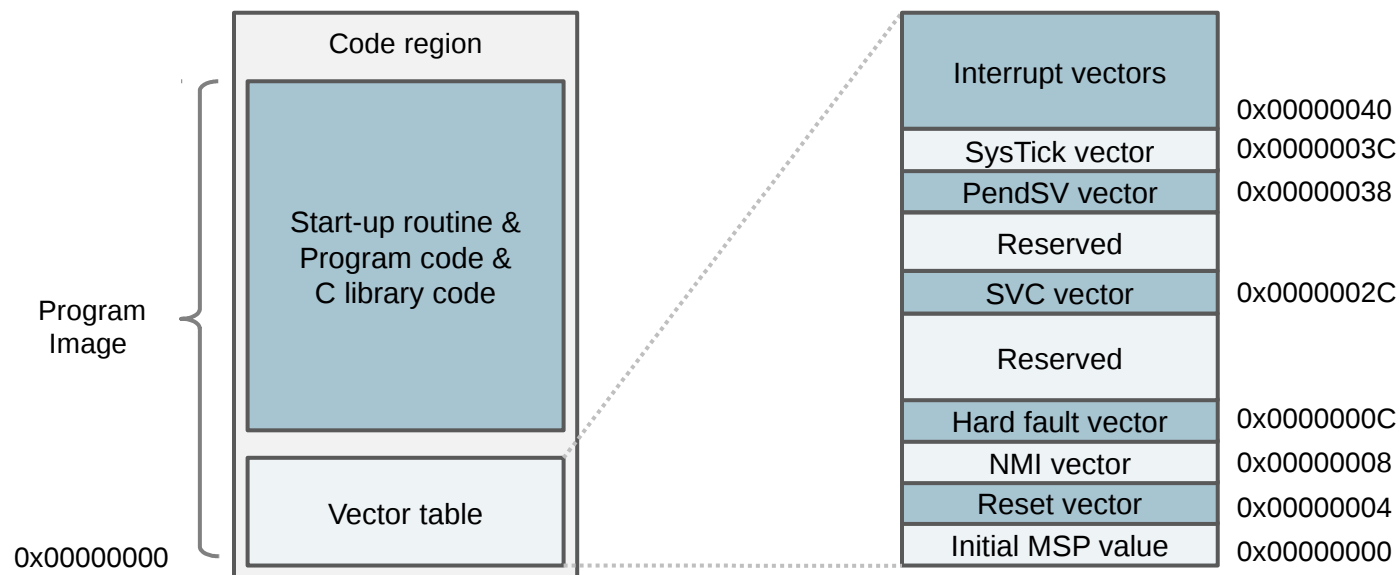 Code region
Start-up routine &
Program code &
C library code
Program
Image
Vector table
0x00000000
Interrupt vectors
0x00000040
SysTick vector
0x0000003C
PendSV vector
0x00000038
Reserved
SVC vector
0x0000002C
Reserved
Hard fault vector
0x0000000C
NMI vector
0x00000008
Reset vector
0x00000004
Initial MSP value
0x00000000